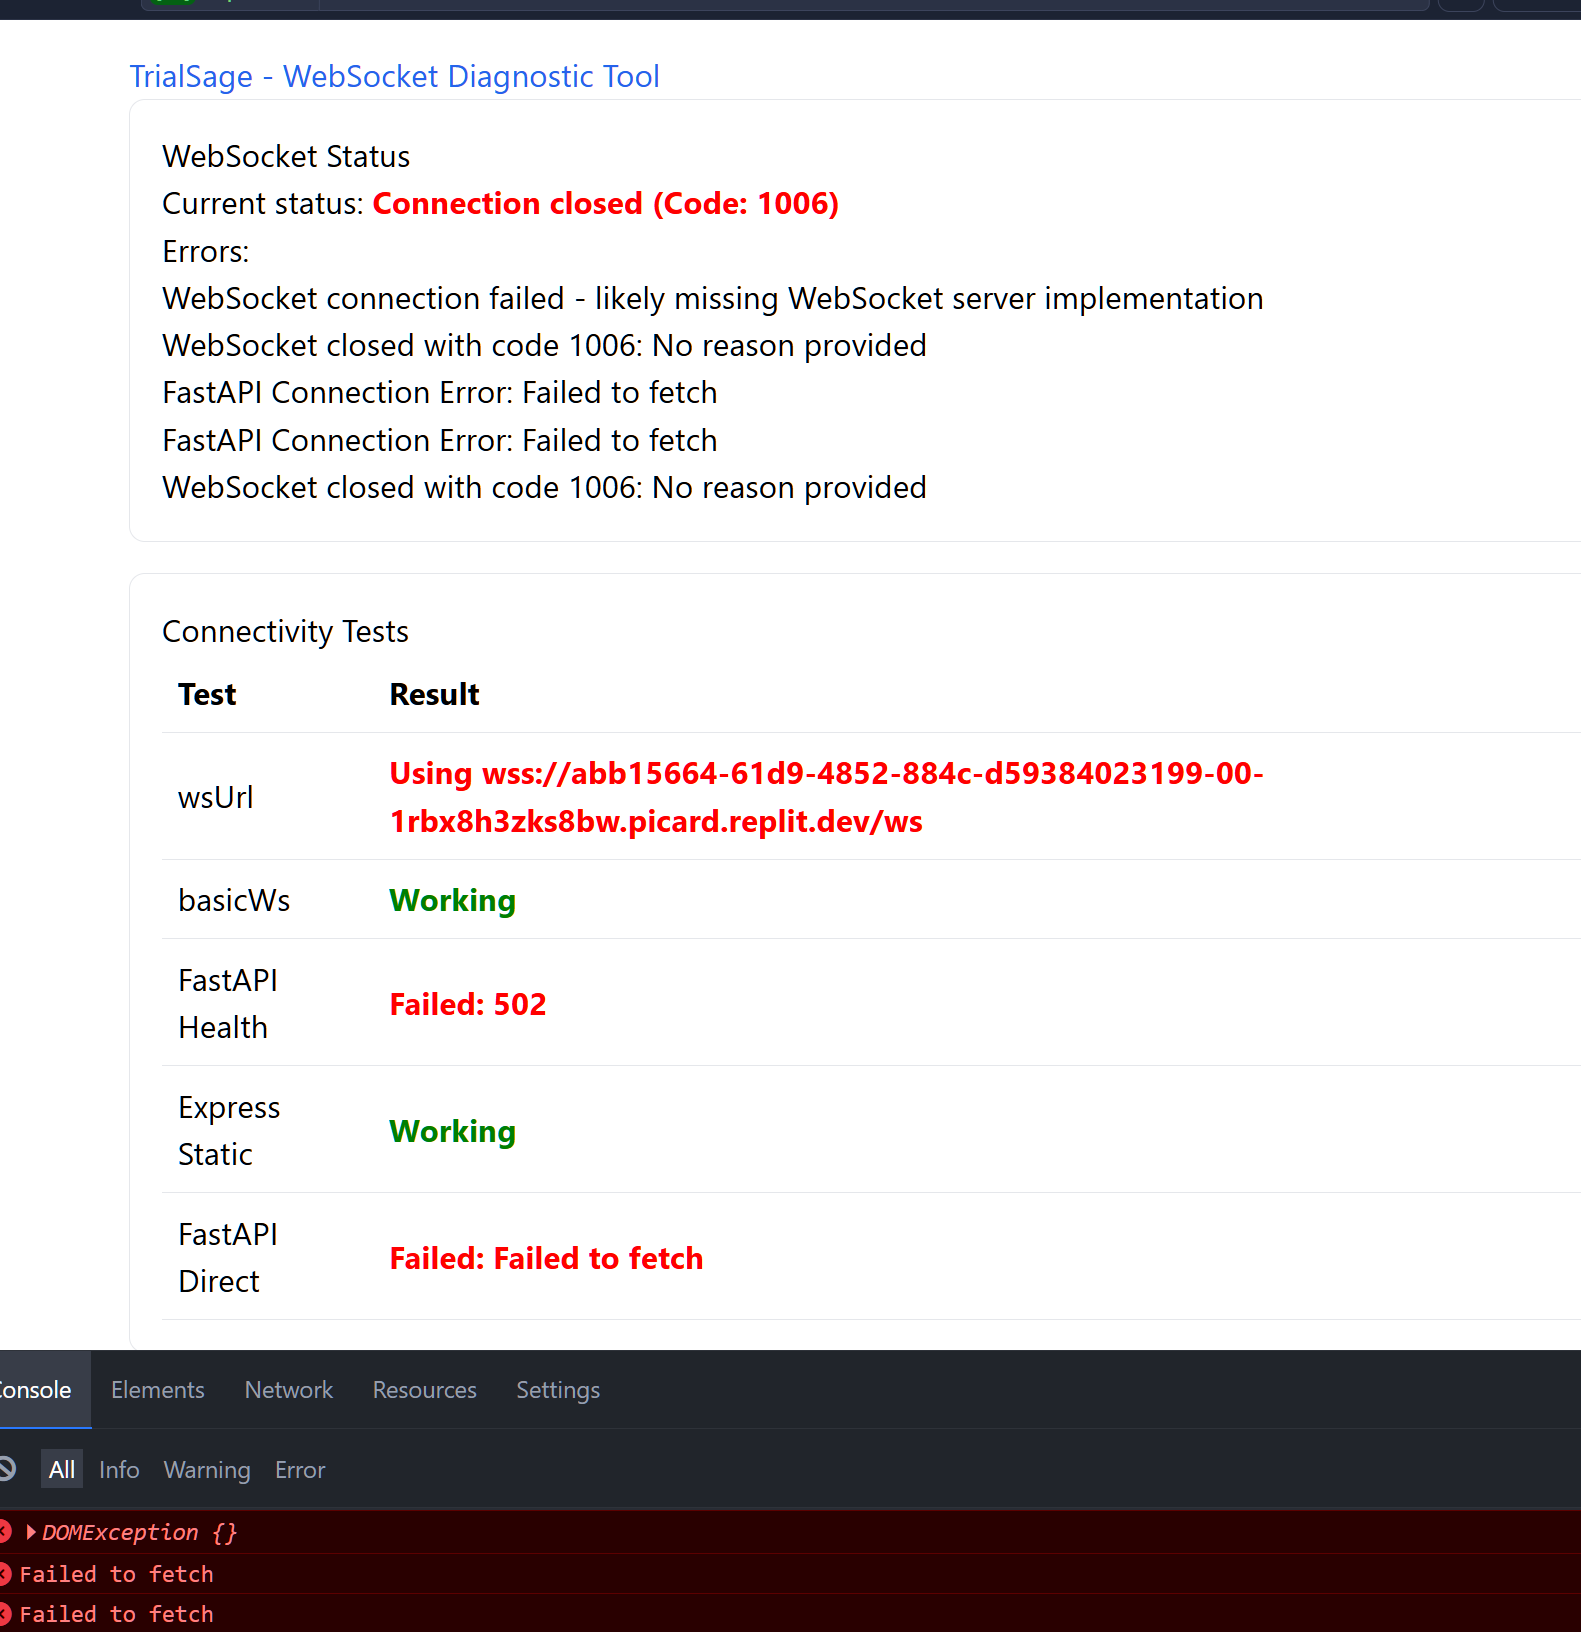 TrialSage - WebSocket Diagnostic Tool
WebSocket Status
Current status: Connection closed (Code: 1006)
Errors:
WebSocket connection failed - likely missing WebSocket server implementation
WebSocket closed with code 1006: No reason provided
FastAPI Connection Error: Failed to fetch
FastAPI Connection Error: Failed to fetch
WebSocket closed with code 1006: No reason provided
Connectivity Tests
Test Result
wsUrl Using wss://abb15664-61d9-4852-884c-d59384023199-00-
1rbx8h3zks8bw.picard.replit.dev/ws
basicWs Working
FastAPI
Health Failed: 502
Express
Static Working
FastAPI
Direct Failed: Failed to fetch
Console Elements Network Resources Settings
All Info Warning Error
DOMException {}
Failed to fetch
Failed to fetch